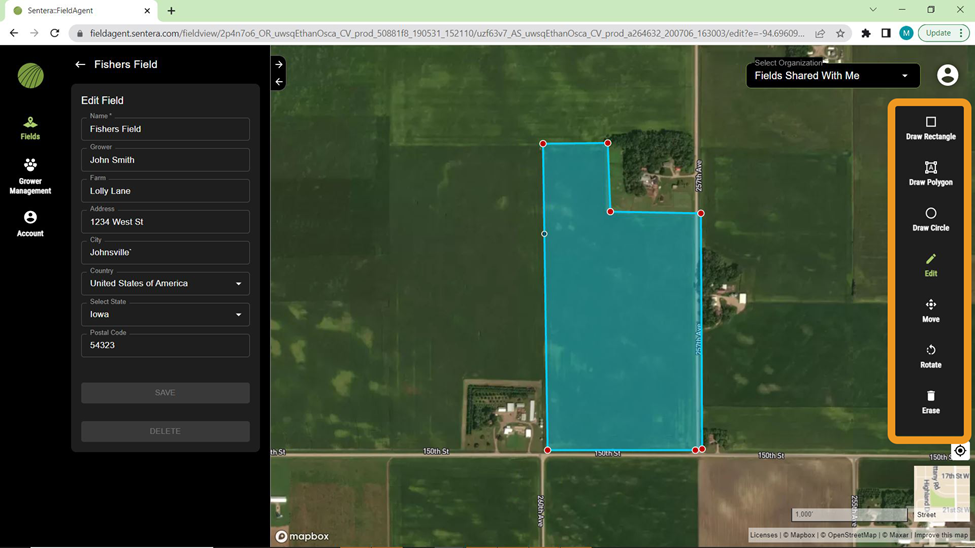 Sentera::FieldAgent
fieldagent.sentera.com/fieldview/2p4n7o6_OR_uwsqEthanOsca_CV_prod_50881f8_190531_152110/uzf63v7_AS_uwsqEthanOsca_CV_prod_a264632_200706_163003/edit?e=-94.69609...
M
Update
Fields
Grower
Management
Account
Fishers Field
Edit Field
Name *
Fishers Field
Grower
John Smith
Farm
Lolly Lane
Address
1234 West St
City
Johnsville`
Country
United States of America
Select State
Iowa
Postal Code
54323
SAVE
DELETE
Select Organization
Fields Shared With Me
Draw Rectangle
Draw Polygon
Draw Circle
Edit
Move
Rotate
Erase
257th Ave
257th Ave
th St
150th St
150th St
150th St
150th
260th Ave
255th Ave
17th St W
21st St W
Highland
Street
1,000'
mapbox
Licenses | © Mapbox | © OpenStreetMap | © Maxar | Improve this map